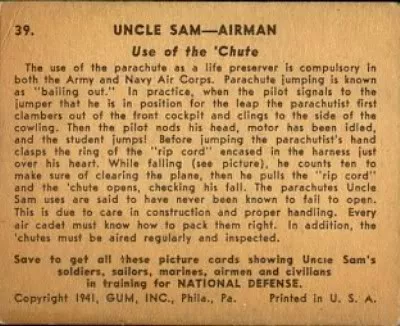 39. UNCLE SAM—AIRMAN
Use of the 'Chute
The use of the parachute as a life preserver is compulsory in
both the Army and Navy Air Corps. Parachute jumping is known
as "bailing out." In practice, when the pilot signals to the
jumper that he is in position for the leap the parachutist first
clambers out of the front cockpit and clings to the side of the
cowling. Then the pilot nods his head, motor has been idled,
and the student jumps! Before jumping the parachutist's hand
clasps the ring of the "rip cord" encased in the harness just
over his heart. While falling (see picture), he counts ten to
make sure of clearing the plane, then he pulls the "rip cord"
and the 'chute opens, checking his fall. The parachutes Uncle
Sam uses are said to have never been known to fail to open.
This is due to care in construction and proper handling. Every
air cadet must know how to pack them right. In addition, the
'chutes must be aired regularly and inspected.
Save to get all these picture cards showing Uncle Sam's
soldiers, sailors, marines, airmen and civilians
in training for NATIONAL DEFENSE.
Copyright 1941, GUM, INC., Phila., Pa. Printed in U. S. A.